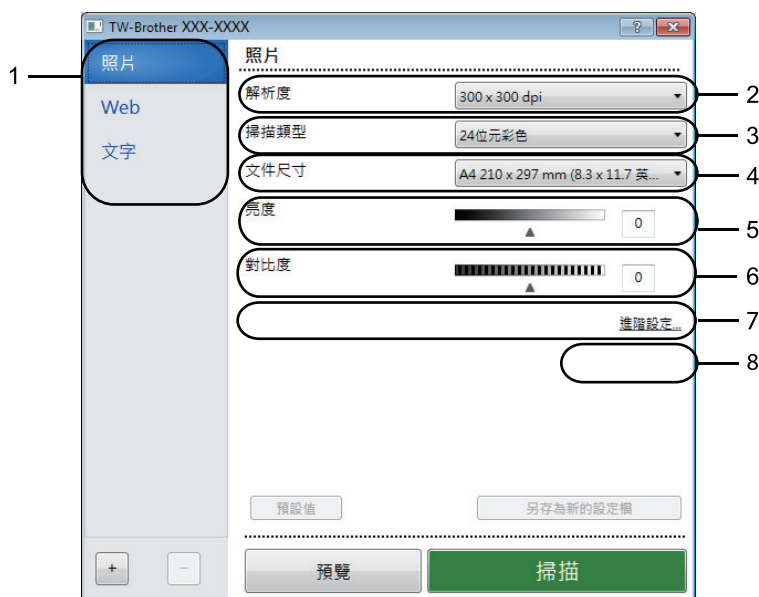 TW-Brother XXX-XXXX
?
照片
Web
文字
照片
解析度
300 x 300 dpi
掃描類型
24位元彩色
文件尺寸
A4 210 x 297 mm (8.3 x 11.7 英...
亮度
0
對比度
0
進階設定...
預設值
另存為新的設定檔
+
-
預覽
掃描
1
2
3
4
5
6
7
8